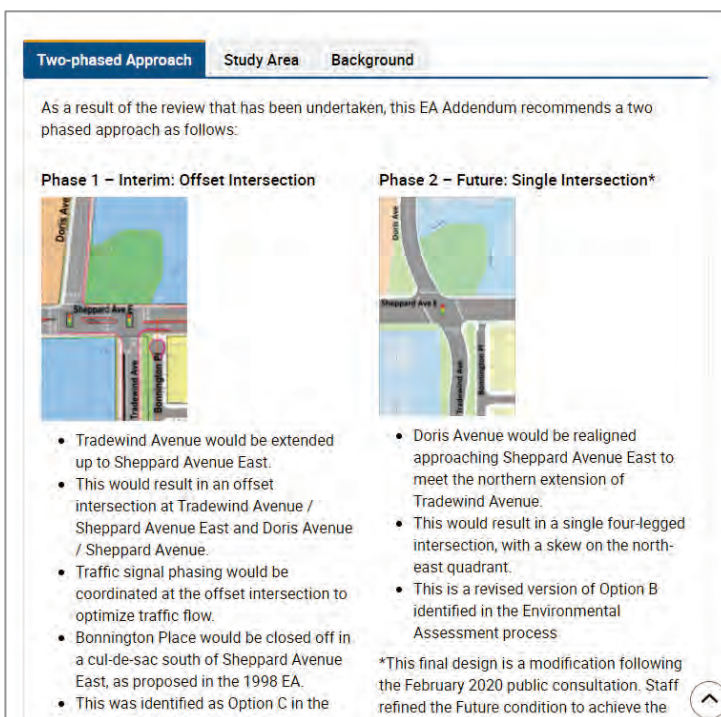 Two-phased Approach Study Area Background
As a result of the review that has been undertaken, this EA Addendum recommends a two
phased approach as follows:
Phase 1 – Interim: Offset Intersection
Doris Ave
Sheppard Ave E
Tradewind Ave
Bonnington Pl
• Tradewind Avenue would be extended
up to Sheppard Avenue East.
• This would result in an offset
intersection at Tradewind Avenue /
Sheppard Avenue East and Doris Avenue
/ Sheppard Avenue.
• Traffic signal phasing would be
coordinated at the offset intersection to
optimize traffic flow.
• Bonnington Place would be closed off in
a cul-de-sac south of Sheppard Avenue
East, as proposed in the 1998 EA.
• This was identified as Option C in the
Phase 2 – Future: Single Intersection*
Doris Ave
Sheppard Ave E
Tradewind Ave
Bonnington Pl
• Doris Avenue would be realigned
approaching Sheppard Avenue East to
meet the northern extension of
Tradewind Avenue.
• This would result in a single four-legged
intersection, with a skew on the north-
east quadrant.
• This is a revised version of Option B
identified in the Environmental
Assessment process
*This final design is a modification following
the February 2020 public consultation. Staff
refined the Future condition to achieve the